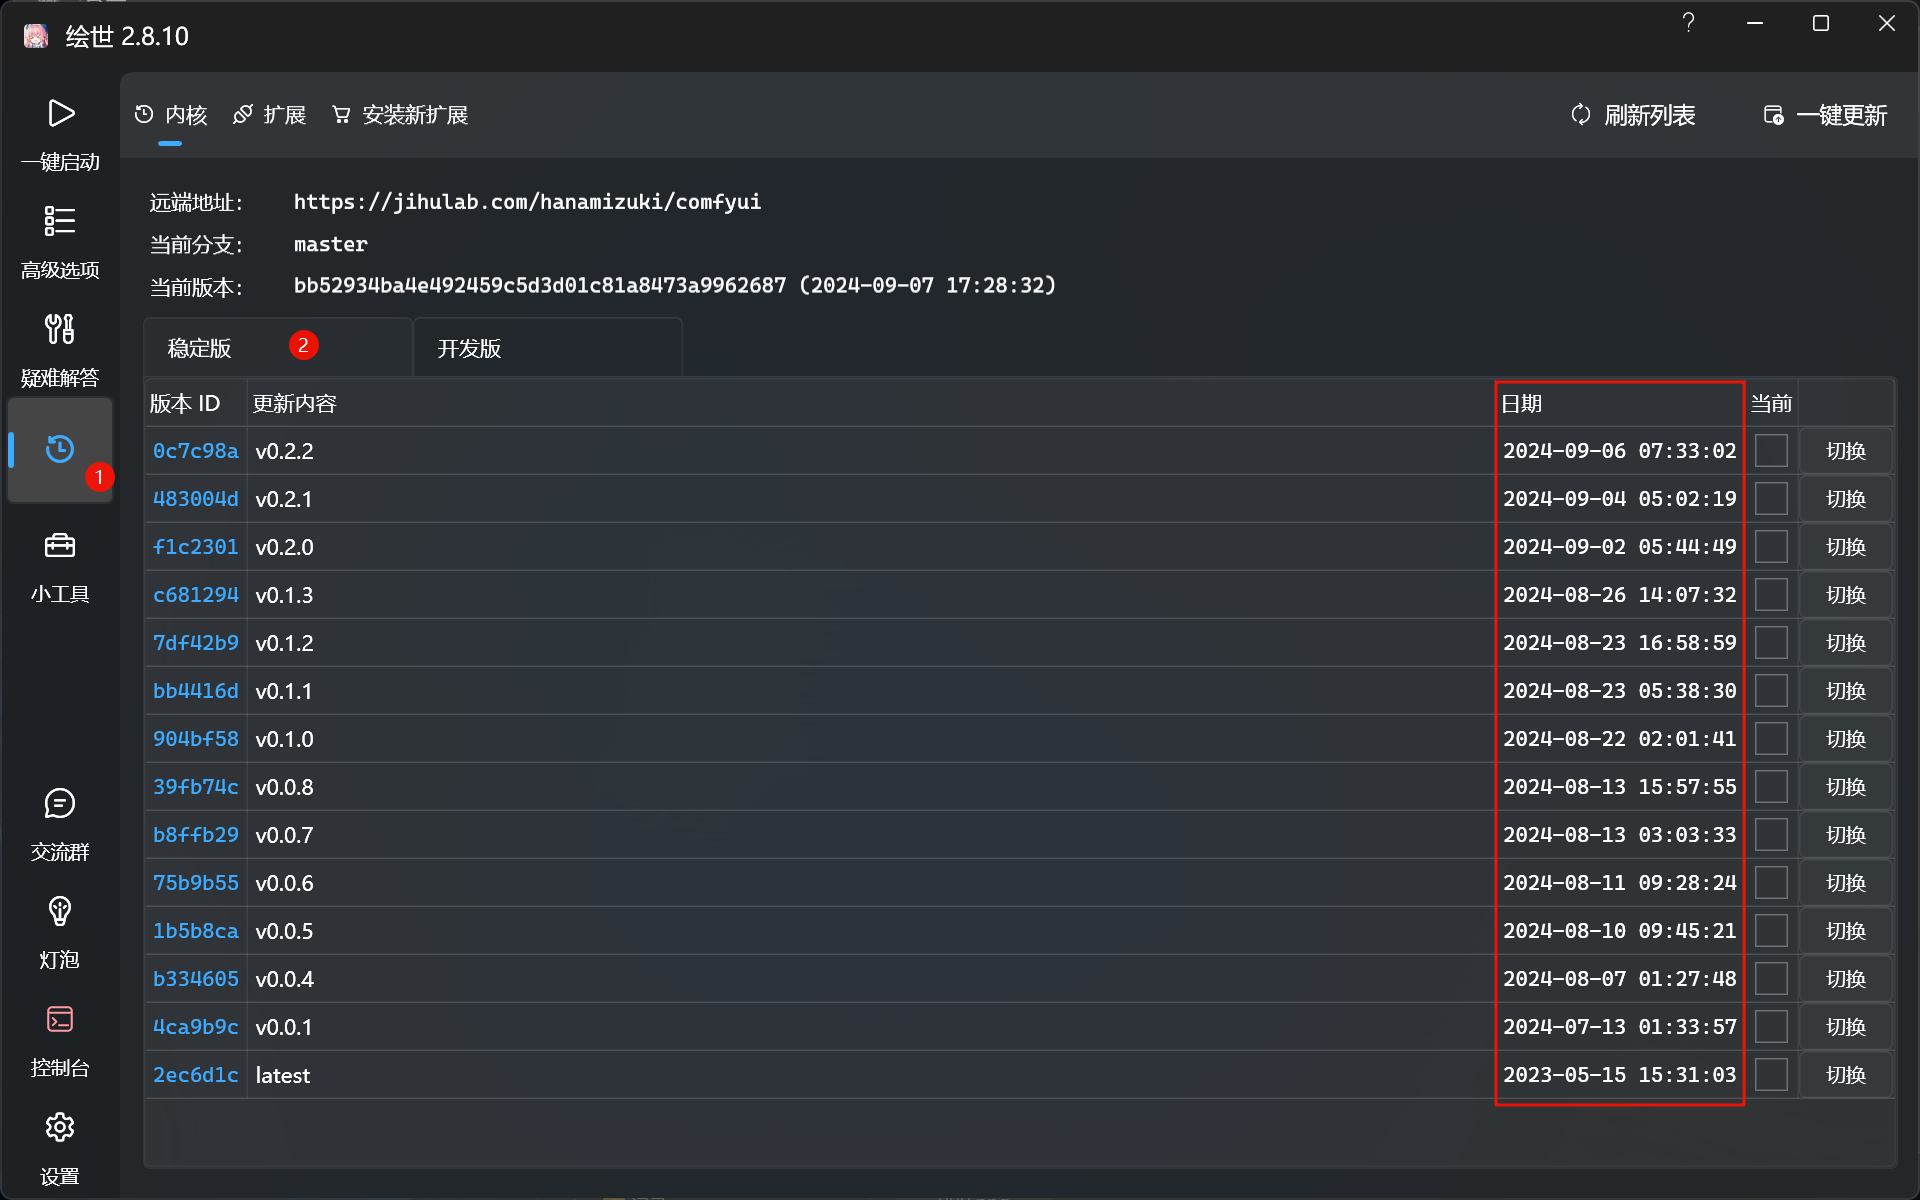 绘世 2.8.10
内核
扩展
安装新扩展
刷新列表
一键更新
一键启动
高级选项
疑难解答
1
小工具
交流群
灯泡
控制台
设置
远端地址: https://jihulab.com/hanamizuki/comfyui
当前分支: master
当前版本: bb52934ba4e492459c5d3d01c81a8473a9962687 (2024-09-07 17:28:32)
稳定版 2 开发版
版本 ID 更新内容 日期 当前
0c7c98a v0.2.2 2024-09-06 07:33:02 切换
483004d v0.2.1 2024-09-04 05:02:19 切换
f1c2301 v0.2.0 2024-09-02 05:44:49 切换
c681294 v0.1.3 2024-08-26 14:07:32 切换
7df42b9 v0.1.2 2024-08-23 16:58:59 切换
bb4416d v0.1.1 2024-08-23 05:38:30 切换
904bf58 v0.1.0 2024-08-22 02:01:41 切换
39fb74c v0.0.8 2024-08-13 15:57:55 切换
b8ffb29 v0.0.7 2024-08-13 03:03:33 切换
75b9b55 v0.0.6 2024-08-11 09:28:24 切换
1b5b8ca v0.0.5 2024-08-10 09:45:21 切换
b334605 v0.0.4 2024-08-07 01:27:48 切换
4ca9b9c v0.0.1 2024-07-13 01:33:57 切换
2ec6d1c latest 2023-05-15 15:31:03 切换